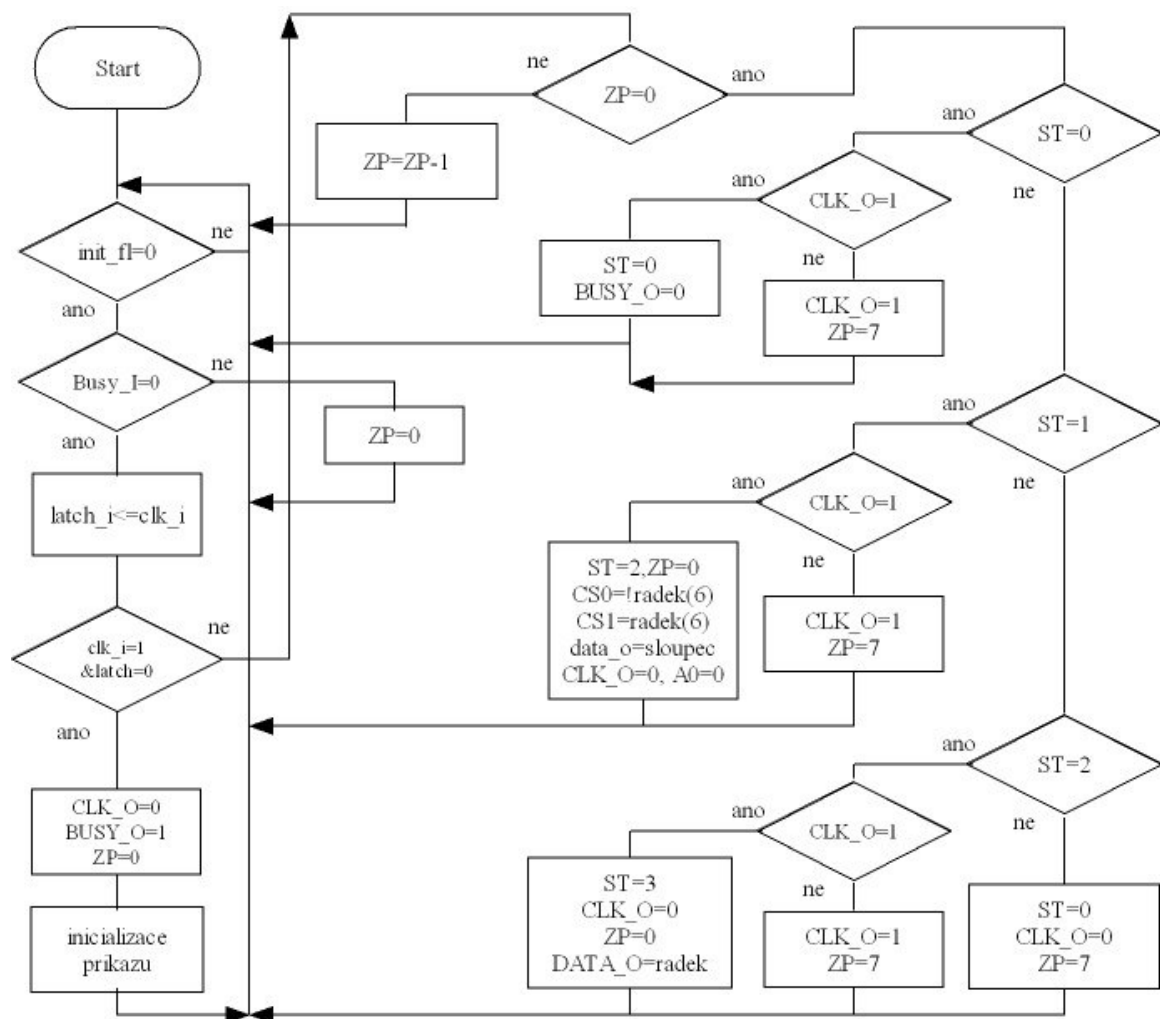 Start
init_fl=0
ne
ano
Busy_I=0
ne
ano
ZP=0
latch_i<=clk_i
clk_i=1
&latch=0
ne
ano
CLK_O=0
BUSY_O=1
ZP=0
inicializace
prikazu
ne
ZP=0
ano
ZP=ZP-1
ano
ST=0
ne
ano
CLK_O=1
ne
ST=0
BUSY_O=0
CLK_O=1
ZP=7
ano
ST=1
ne
ano
CLK_O=1
ne
ST=2,ZP=0
CS0=!radek(6)
CS1=radek(6)
data_o=sloupec
CLK_O=0, A0=0
CLK_O=1
ZP=7
ano
ST=2
ne
ano
CLK_O=1
ne
ST=3
CLK_O=0
ZP=0
DATA_O=radek
CLK_O=1
ZP=7
ST=0
CLK_O=0
ZP=7